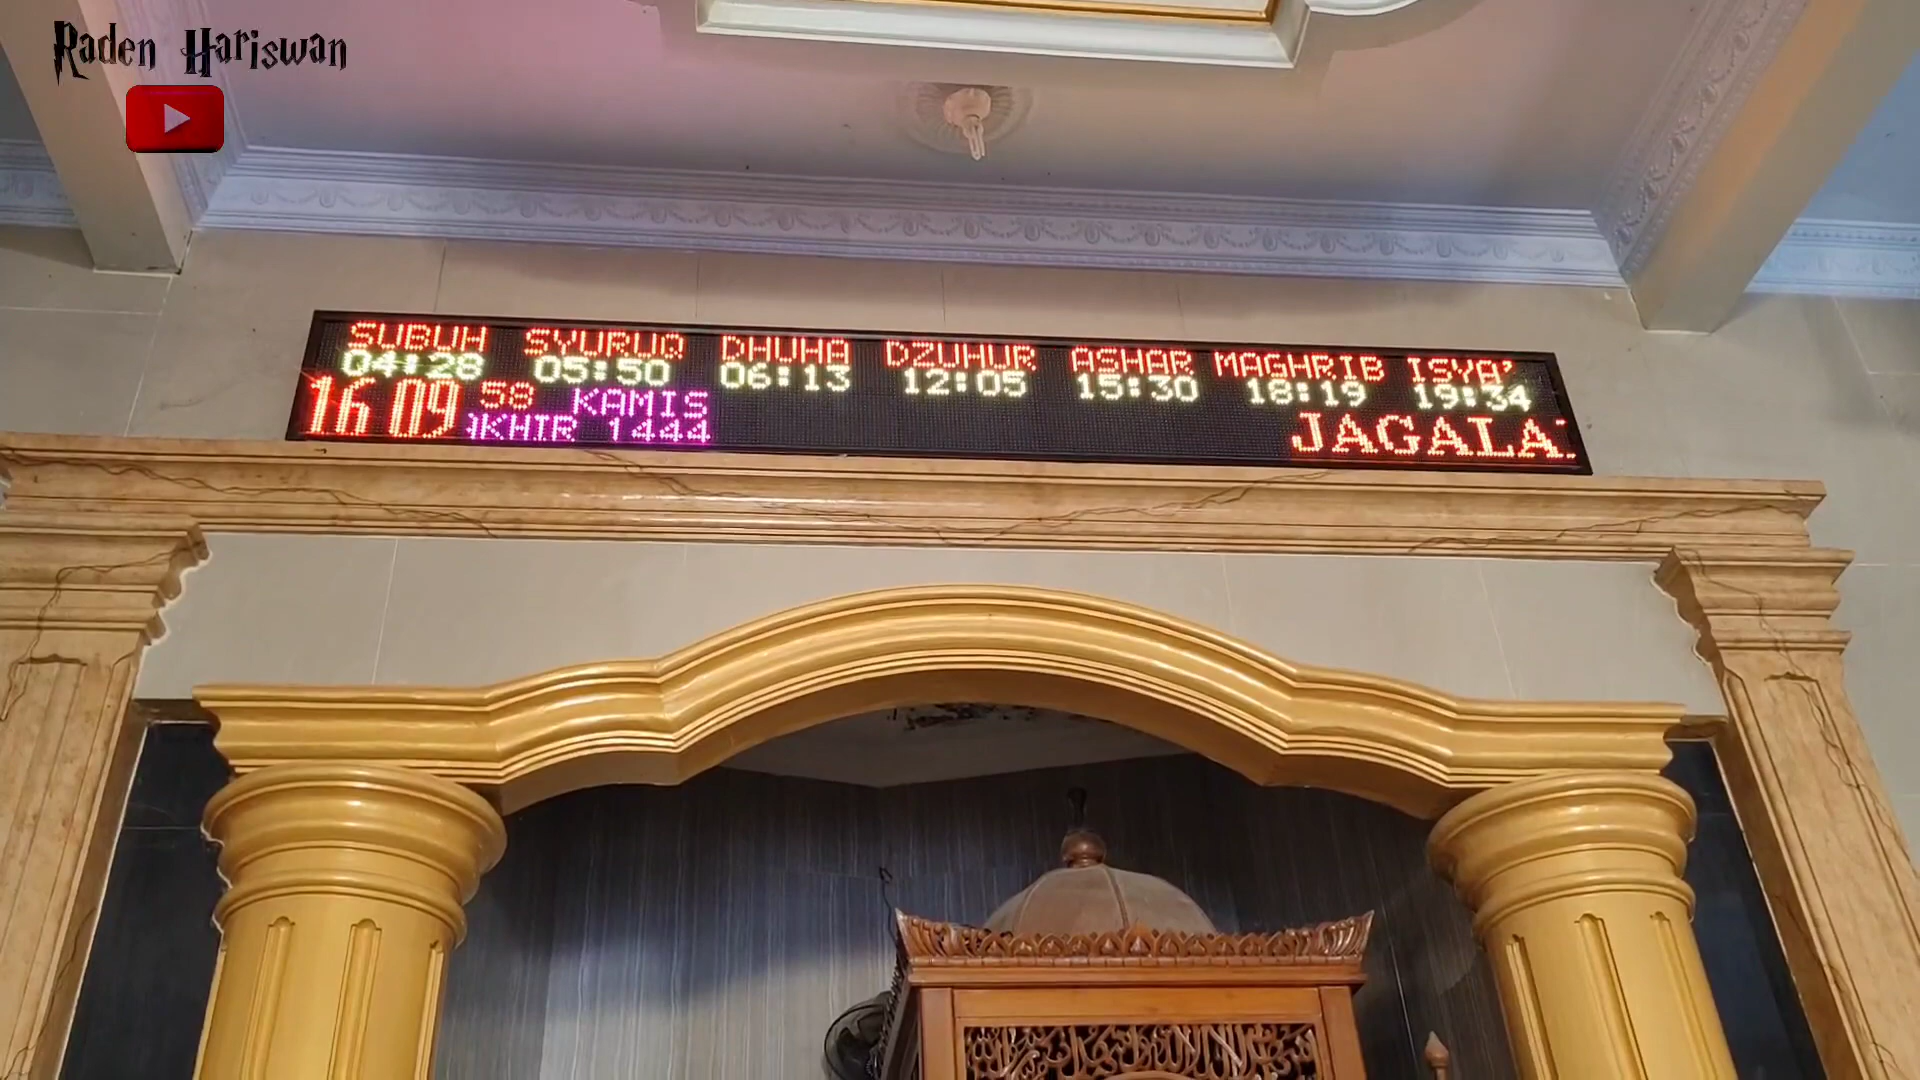 Raden Hariswan
SUBUH SYURUQ DHUHA DZUHUR ASHAR MAGHRIB ISYA'
04:28 05:50 06:13 12:05 15:30 18:19 19:34
16 09 58 KAMIS
AKHIR 1444
JAGALA